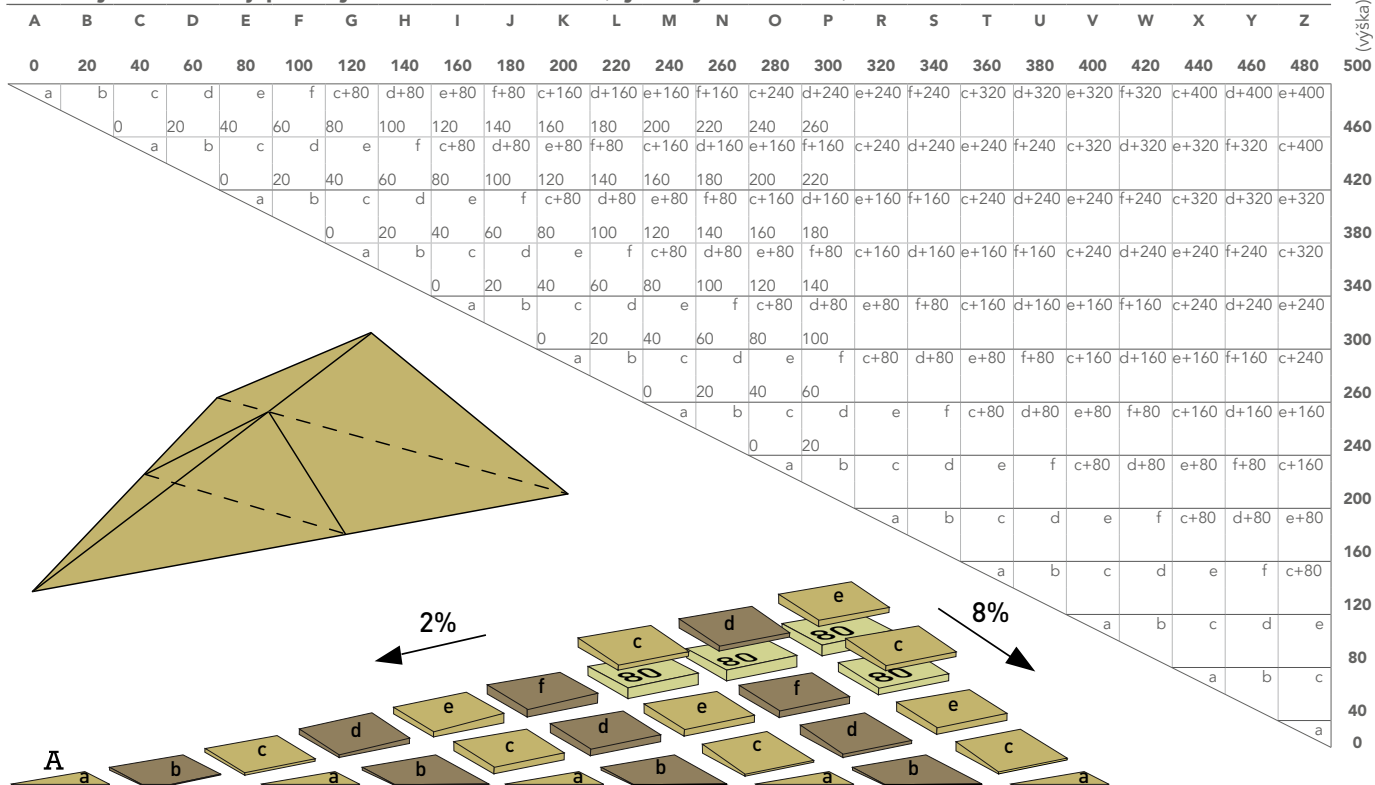 (výška)
A B C D E F G H I J K L M N O P R S T U V W X Y Z
0 20 40 60 80 100 120 140 160 180 200 220 240 260 280 300 320 340 360 380 400 420 440 460 480 500
a b c d e f c+80 d+80 e+80 f+80 c+160 d+160 e+160 f+160 c+240 d+240 e+240 f+240 c+320 d+320 e+320 f+320 c+400 d+400 e+400
0 20 40 60 80 100 120 140 160 180 200 220 240 260 460
a b c d e f c+80 d+80 e+80 f+80 c+160 d+160 e+160 f+160 c+240 d+240 e+240 f+240 c+320 d+320 e+320 f+320 c+400
0 20 40 60 80 100 120 140 160 180 200 220 420
a b c d e f c+80 d+80 e+80 f+80 c+160 d+160 e+160 f+160 c+240 d+240 e+240 f+240 c+320 d+320 e+320
0 20 40 60 80 100 120 140 160 180 380
a b c d e f c+80 d+80 e+80 f+80 c+160 d+160 e+160 f+160 c+240 d+240 e+240 f+240 c+320
0 20 40 60 80 100 120 140 340
a b c d e f c+80 d+80 e+80 f+80 c+160 d+160 e+160 f+160 c+240 d+240 e+240
0 20 40 60 80 100 300
a b c d e f c+80 d+80 e+80 f+80 c+160 d+160 e+160 f+160 c+240
0 20 40 60 260
a b c d e f c+80 d+80 e+80 f+80 c+160 d+160 e+160
0 20 240
a b c d e f c+80 d+80 e+80 f+80 c+160
200
a b c d e f c+80 d+80 e+80
160
a b c d e f c+80
120
a b c d e
80
a b c
40
a
0
2% 8%
e
d 80
c 80 c
80 80
f f
e e e
d d d
c c c c
A
a b a b a b a b a